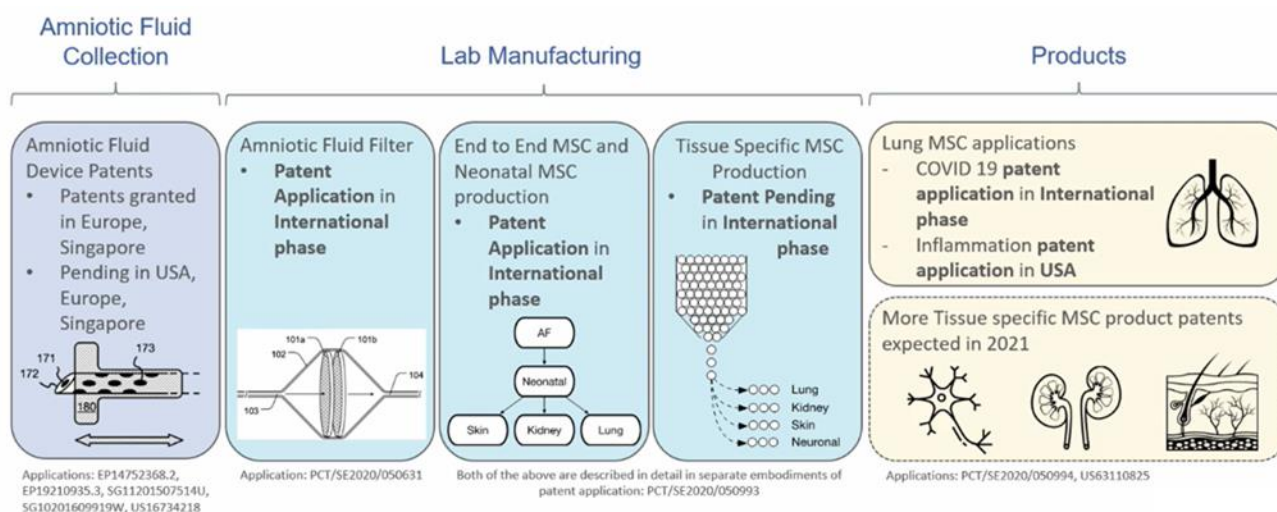 Amniotic Fluid
Collection
Lab Manufacturing
Products
Amniotic Fluid
Device Patents
• Patents granted
in Europe,
Singapore
• Pending in USA,
Europe,
Singapore
171
172
173
180
Applications: EP14752368.2,
EP19210935.3, SG11201507514U,
SG10201609919W, US16734218
Amniotic Fluid Filter
• Patent
Application in
International
phase
101a
101b
102
103
104
Application: PCT/SE2020/050631
End to End MSC and
Neonatal MSC
production
• Patent
Application in
International
phase
AF
Neonatal
Skin
Kidney
Lung
Tissue Specific MSC
Production
• Patent Pending
in International
phase
Lung
Kidney
Skin
Neuronal
Both of the above are described in detail in separate embodiments of
patent application: PCT/SE2020/050993
Lung MSC applications
- COVID 19 patent
application in International
phase
- Inflammation patent
application in USA
More Tissue specific MSC product patents
expected in 2021
Applications: PCT/SE2020/050994, US63110825